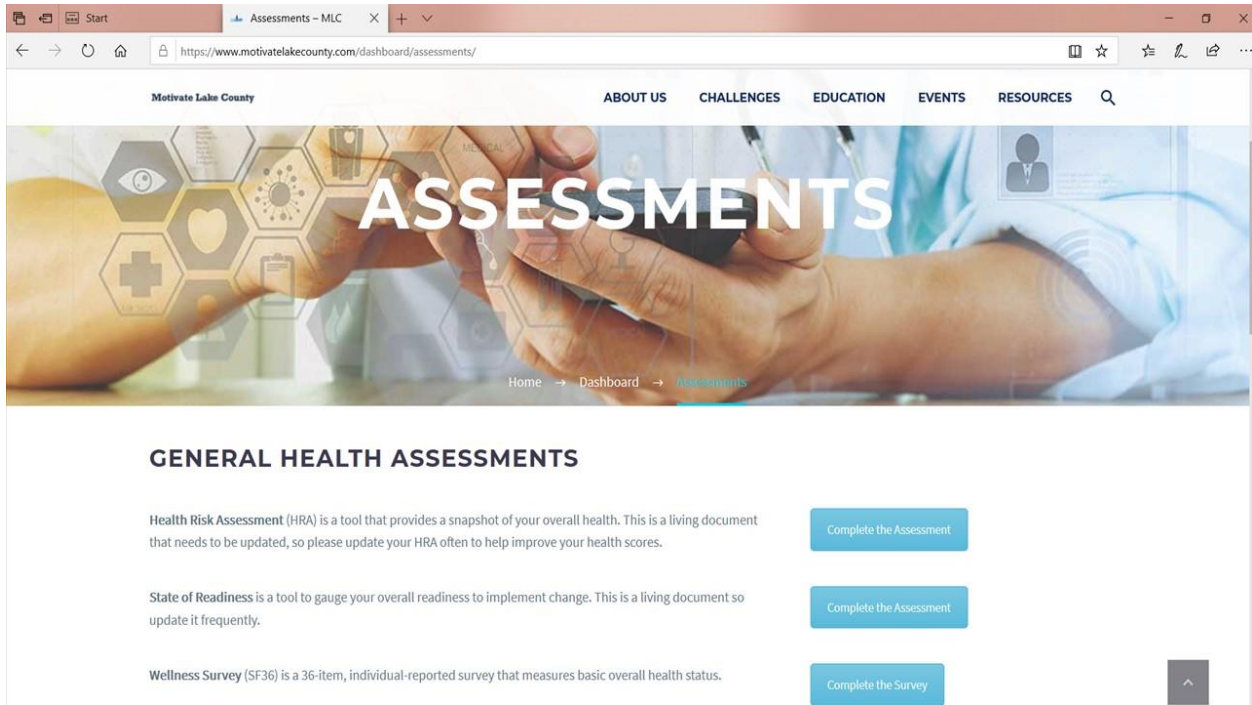 Start
Assessments – MLC
https://www.motivatelakecounty.com/dashboard/assessments/
Motivate Lake County
ABOUT US CHALLENGES EDUCATION EVENTS RESOURCES
MEDICAL
ASSESSMENTS
Home → Dashboard → Assessments
GENERAL HEALTH ASSESSMENTS
Health Risk Assessment (HRA) is a tool that provides a snapshot of your overall health. This is a living document
that needs to be updated, so please update your HRA often to help improve your health scores.
Complete the Assessment
State of Readiness is a tool to gauge your overall readiness to implement change. This is a living document so
update it frequently.
Complete the Assessment
Wellness Survey (SF36) is a 36-item, individual-reported survey that measures basic overall health status.
Complete the Survey